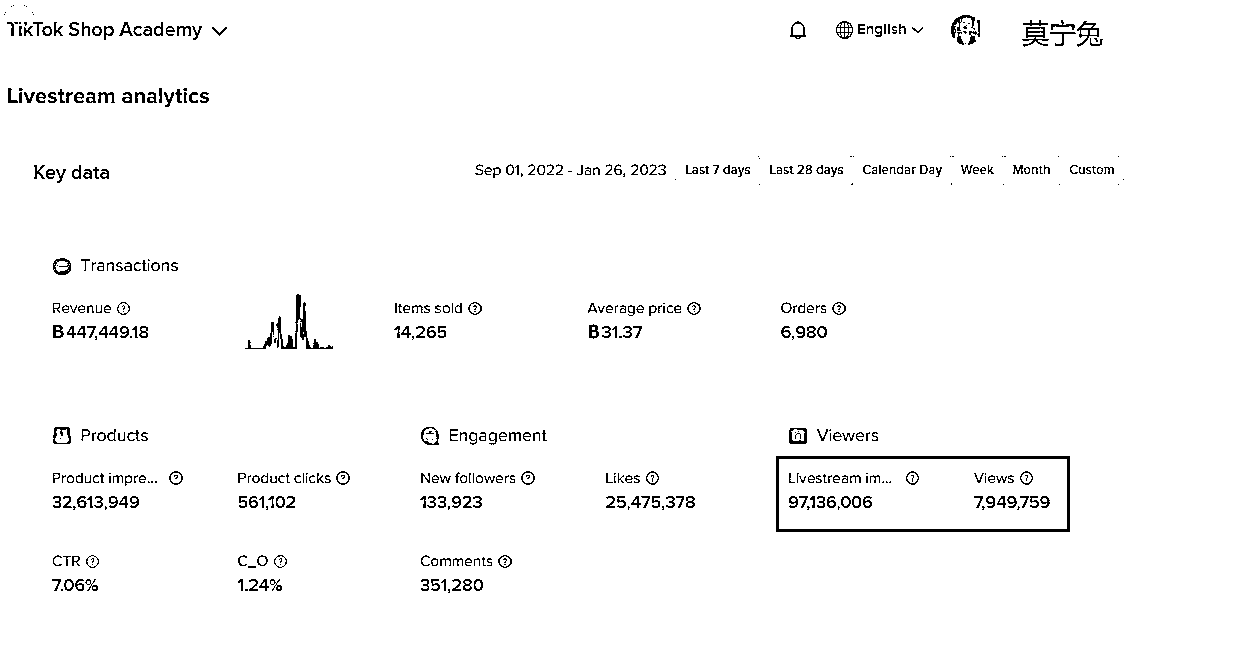 TikTok Shop Academy
English
莫宁兔
Livestream analytics
Key data
Sep 01, 2022 - Jan 26, 2023 Last 7 days Last 28 days Calendar Day Week Month Custom
Transactions
Revenue Items sold Average price Orders
฿447,449.18 14,265 ฿31.37 6,980
Products Engagement Viewers
Product impre... Product clicks New followers Likes Livestream im... Views
32,613,949 561,102 133,923 25,475,378 97,136,006 7,949,759
CTR C_O Comments
7.06% 1.24% 351,280